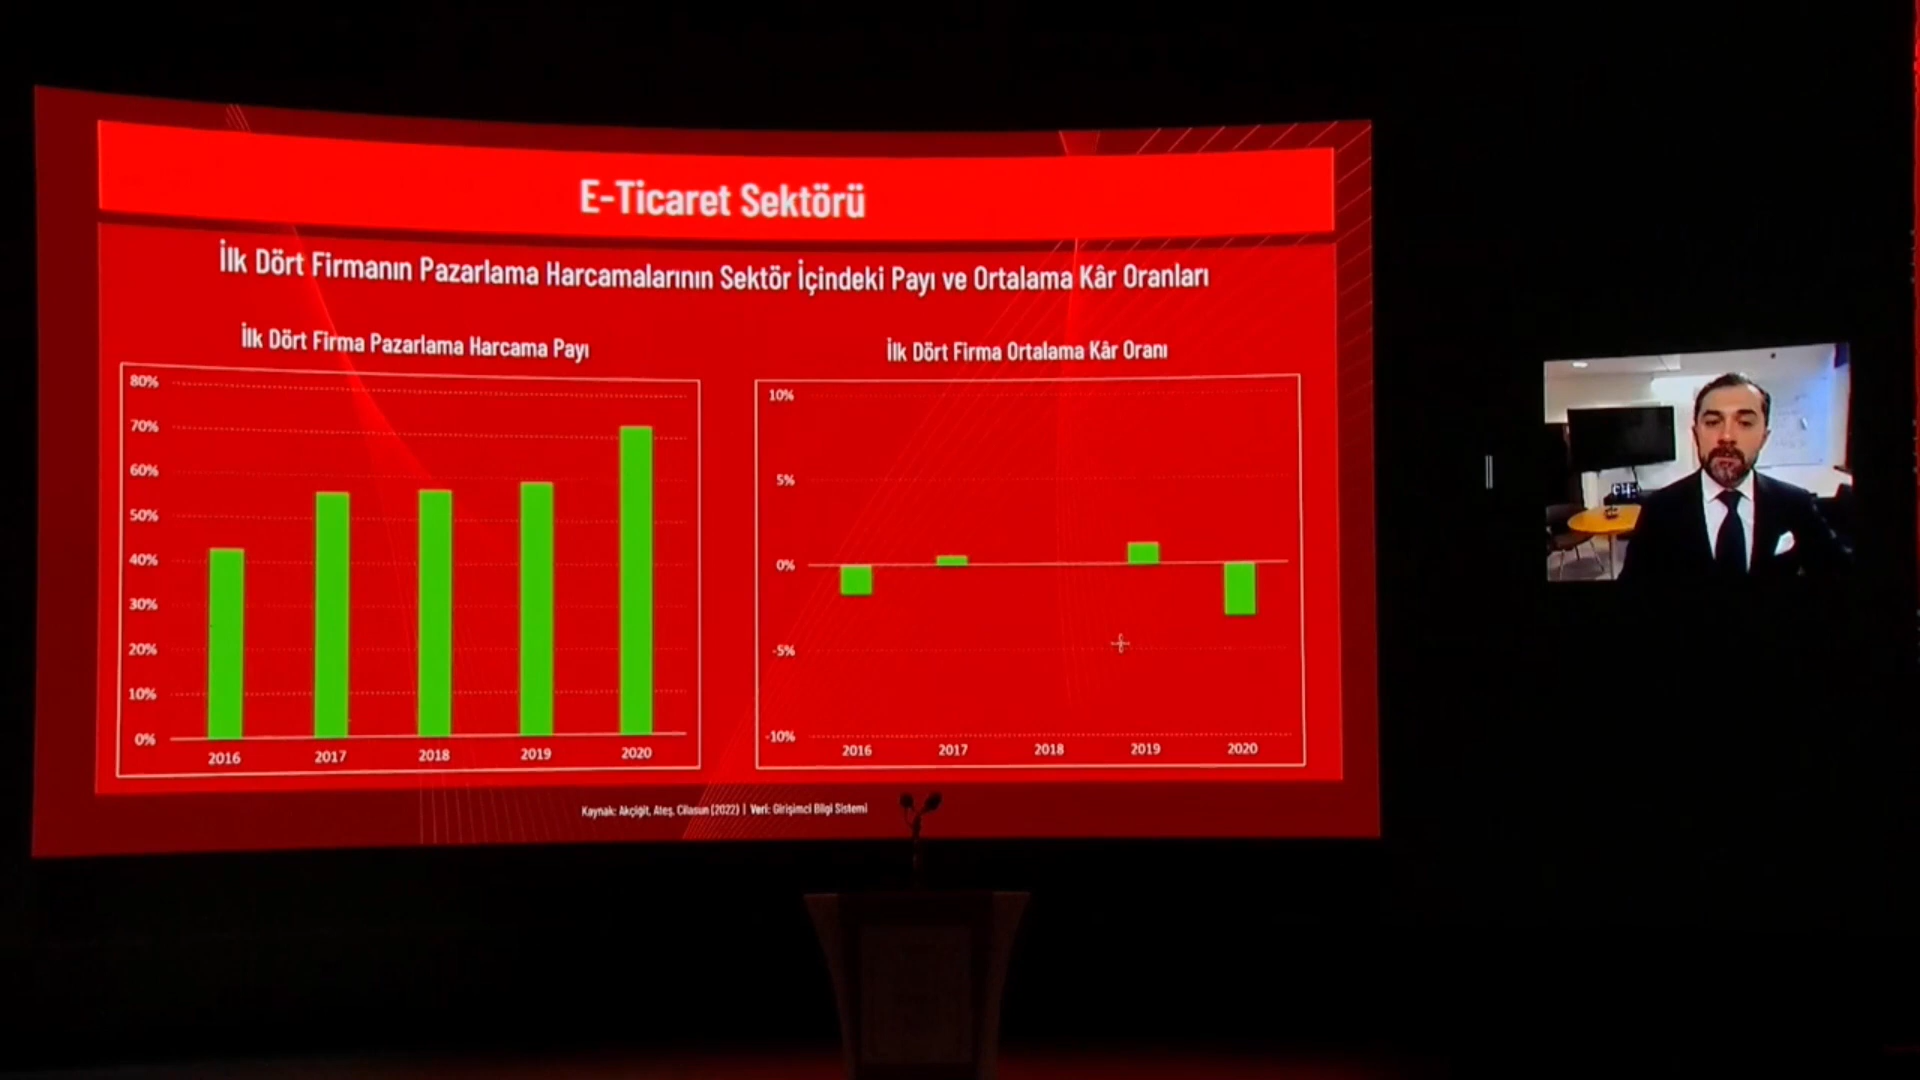 E-Ticaret Sektörü
İlk Dört Firmanın Pazarlama Harcamalarının Sektör İçindeki Payı ve Ortalama Kâr Oranları
İlk Dört Firma Pazarlama Harcama Payı
80%
70%
60%
50%
40%
30%
20%
10%
0%
2016 2017 2018 2019 2020
İlk Dört Firma Ortalama Kâr Oranı
10%
5%
0%
-5%
-10%
2016 2017 2018 2019 2020
Kaynak: Akçiğit, Ateş, Cilasun (2022) | Veri: Girişimci Bilgi Sistemi